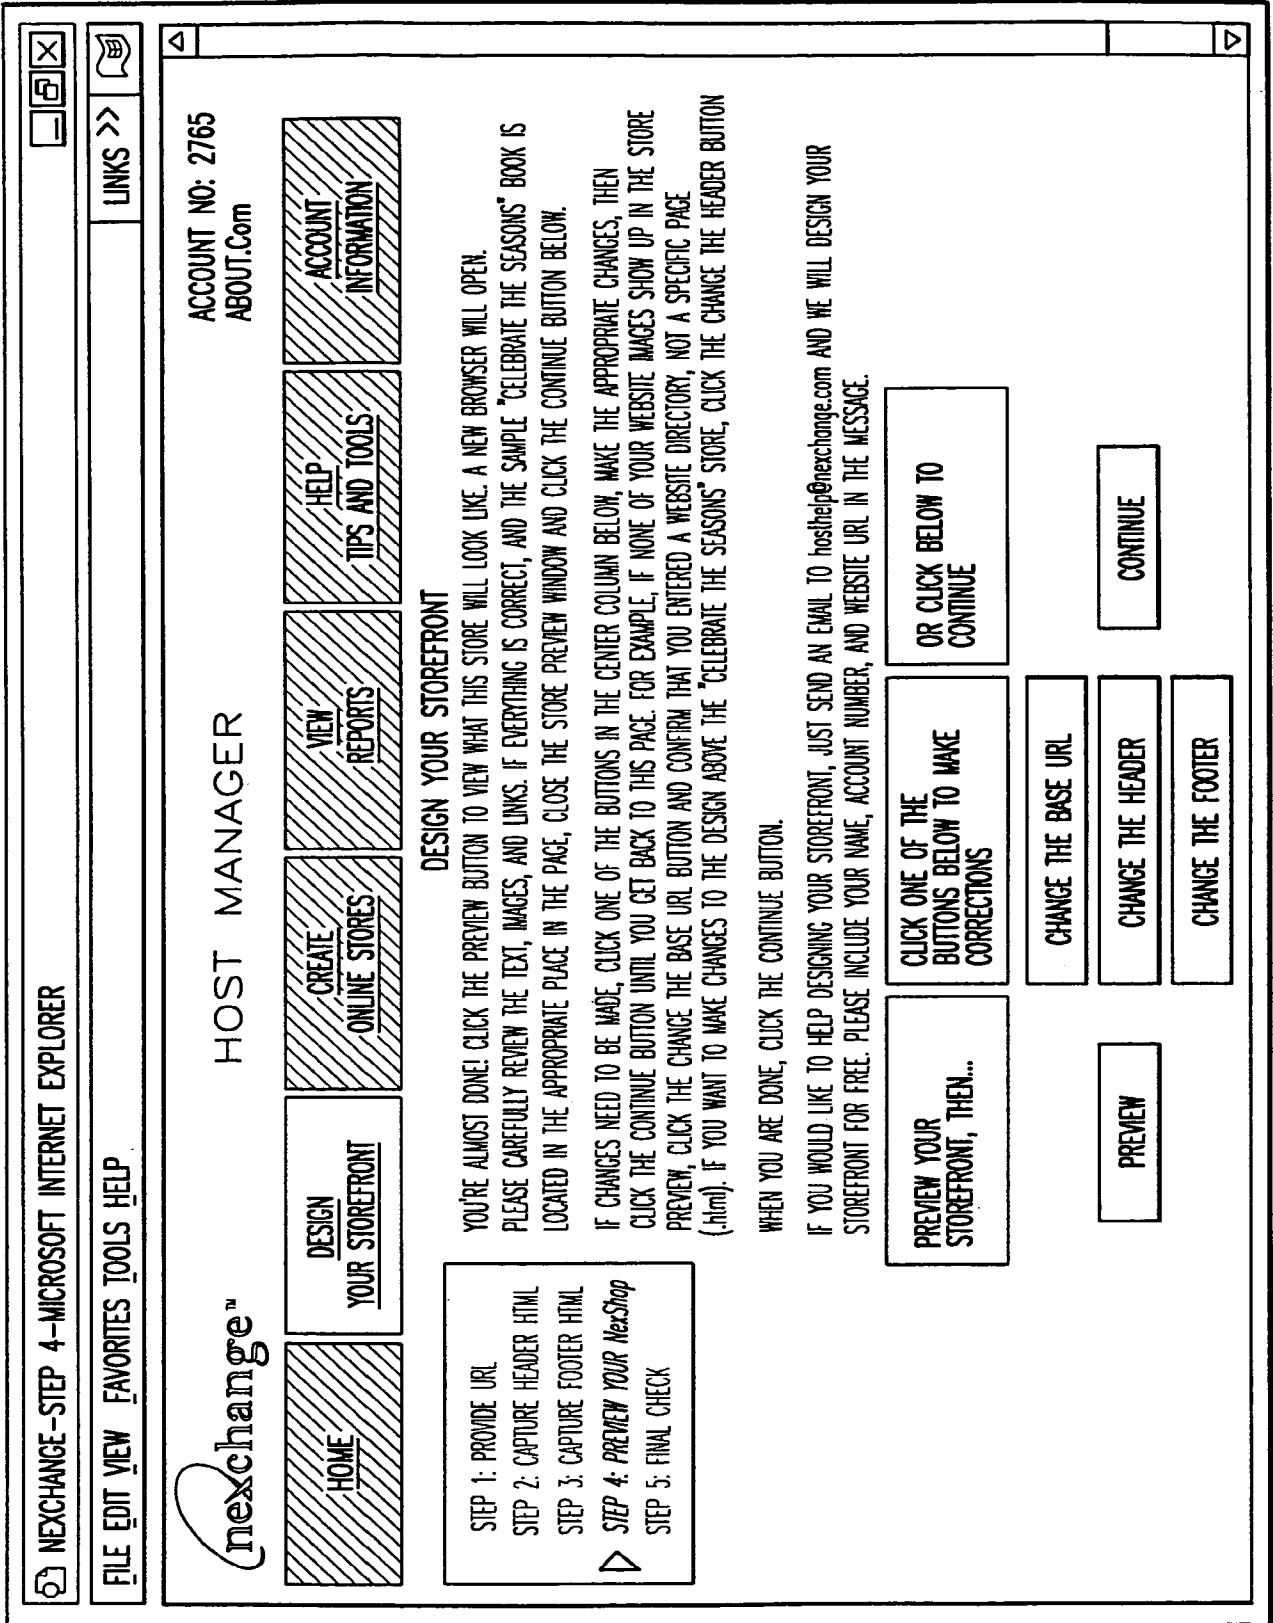 NEXCHANGE-STEP 4-MICROSOFT INTERNET EXPLORER
FILE EDIT VIEW FAVORITES TOOLS HELP
LINKS >>
nexchange™
HOST MANAGER
ACCOUNT NO: 2765
ABOUT.Com
HOME
DESIGN
YOUR STOREFRONT
CREATE
ONLINE STORES
VIEW
REPORTS
HELP
TIPS AND TOOLS
ACCOUNT
INFORMATION
STEP 1: PROVIDE URL
STEP 2: CAPTURE HEADER HTML
STEP 3: CAPTURE FOOTER HTML
STEP 4: PREVIEW YOUR NexShop
STEP 5: FINAL CHECK
DESIGN YOUR STOREFRONT
YOU'RE ALMOST DONE! CLICK THE PREVIEW BUTTON TO VIEW WHAT THIS STORE WILL LOOK LIKE. A NEW BROWSER WILL OPEN.
PLEASE CAREFULLY REVIEW THE TEXT, IMAGES, AND LINKS. IF EVERYTHING IS CORRECT, AND THE SAMPLE "CELEBRATE THE SEASONS" BOOK IS
LOCATED IN THE APPROPRIATE PLACE IN THE PAGE, CLOSE THE STORE PREVIEW WINDOW AND CLICK THE CONTINUE BUTTON BELOW.
IF CHANGES NEED TO BE MADE, CLICK ONE OF THE BUTTONS IN THE CENTER COLUMN BELOW, MAKE THE APPROPRIATE CHANGES, THEN
CLICK THE CONTINUE BUTTON UNTIL YOU GET BACK TO THIS PAGE. FOR EXAMPLE, IF NONE OF YOUR WEBSITE IMAGES SHOW UP IN THE STORE
PREVIEW, CLICK THE CHANGE THE BASE URL BUTTON AND CONFIRM THAT YOU ENTERED A WEBSITE DIRECTORY, NOT A SPECIFIC PAGE
(.html). IF YOU WANT TO MAKE CHANGES TO THE DESIGN ABOVE THE "CELEBRATE THE SEASONS" STORE, CLICK THE CHANGE THE HEADER BUTTON
WHEN YOU ARE DONE, CLICK THE CONTINUE BUTTON.
IF YOU WOULD LIKE TO HELP DESIGNING YOUR STOREFRONT, JUST SEND AN EMAIL TO hosthelp@nexchange.com AND WE WILL DESIGN YOUR
STOREFRONT FOR FREE. PLEASE INCLUDE YOUR NAME, ACCOUNT NUMBER, AND WEBSITE URL IN THE MESSAGE.
PREVIEW YOUR
STOREFRONT, THEN...
CLICK ONE OF THE
BUTTONS BELOW TO MAKE
CORRECTIONS
OR CLICK BELOW TO
CONTINUE
CHANGE THE BASE URL
PREVIEW
CHANGE THE HEADER
CONTINUE
CHANGE THE FOOTER